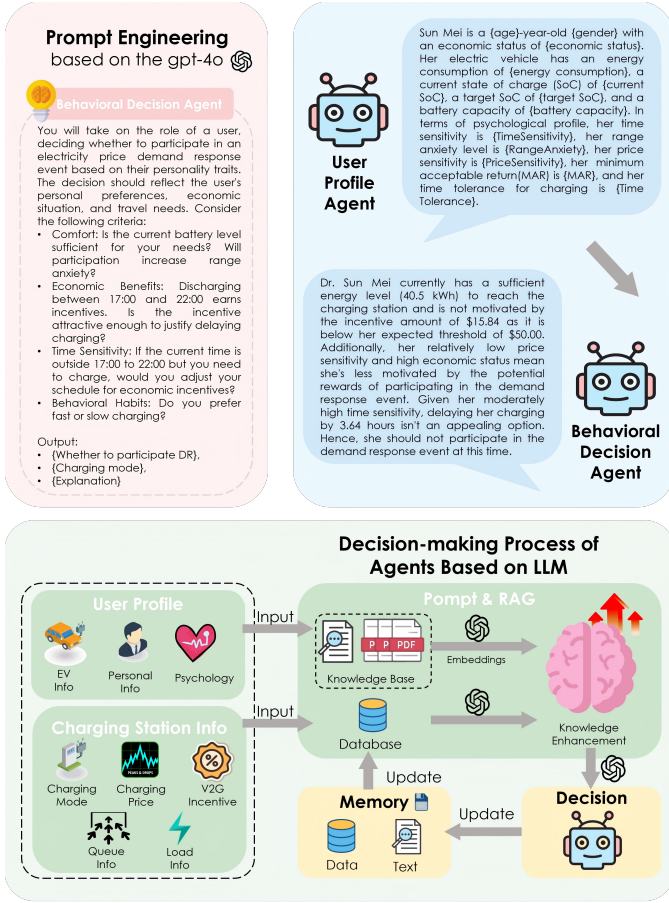 Prompt Engineering
based on the gpt-4o
Behavioral Decision Agent
You will take on the role of a user,
deciding whether to participate in an
electricity price demand response
event based on their personality traits.
The decision should reflect the user's
personal preferences, economic
situation, and travel needs. Consider
the following criteria:
• Comfort: Is the current battery level
sufficient for your needs? Will
participation increase range
anxiety?
• Economic Benefits: Discharging
between 17:00 and 22:00 earns
incentives. Is the incentive
attractive enough to justify delaying
charging?
• Time Sensitivity: If the current time is
outside 17:00 to 22:00 but you need
to charge, would you adjust your
schedule for economic incentives?
• Behavioral Habits: Do you prefer
fast or slow charging?
Output:
• {Whether to participate DR},
• {Charging mode},
• {Explanation}
User
Profile
Agent
Sun Mei is a {age}-year-old {gender} with
an economic status of {economic status}.
Her electric vehicle has an energy
consumption of {energy consumption}, a
current state of charge (SoC) of {current
SoC}, a target SoC of {target SoC}, and a
battery capacity of {battery capacity}. In
terms of psychological profile, her time
sensitivity is {TimeSensitivity}, her range
anxiety level is {RangeAnxiety}, her price
sensitivity is {PriceSensitivity}, her minimum
acceptable return(MAR) is {MAR}, and her
time tolerance for charging is {Time
Tolerance}.
Dr. Sun Mei currently has a sufficient
energy level (40.5 kWh) to reach the
charging station and is not motivated by
the incentive amount of $15.84 as it is
below her expected threshold of $50.00.
Additionally, her relatively low price
sensitivity and high economic status mean
she's less motivated by the potential
rewards of participating in the demand
response event. Given her moderately
high time sensitivity, delaying her charging
by 3.64 hours isn't an appealing option.
Hence, she should not participate in the
demand response event at this time.
Behavioral
Decision
Agent
Decision-making Process of
Agents Based on LLM
User Profile
EV
Info
Personal
Info
Psychology
Charging Station Info
Charging
Mode
PEAKS & DROPS
Charging
Price
V2G
Incentive
Queue
Info
Load
Info
Input
Input
Pompt & RAG
P P PDF
Knowledge Base
Embeddings
Database
Knowledge
Enhancement
Update
Memory
Data
Text
Update
Decision